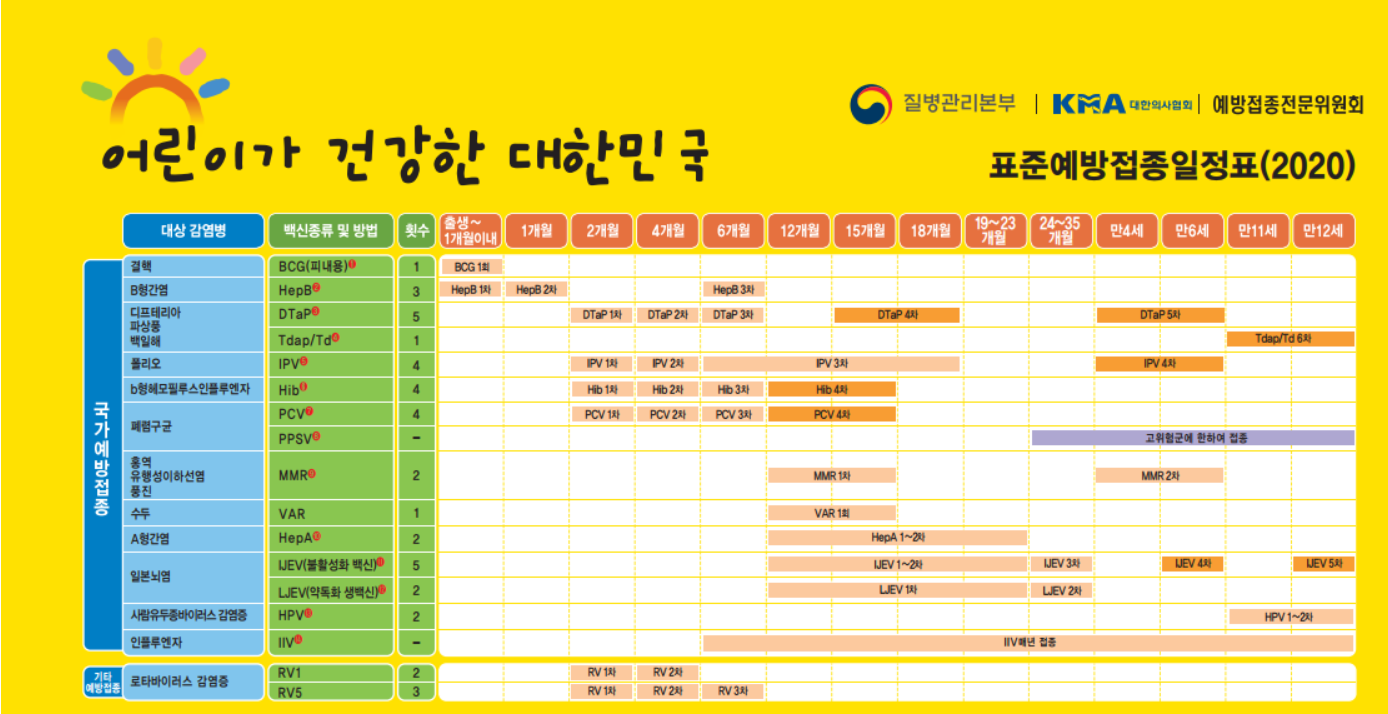 어린이가 건강한 대한민국
질병관리본부 | KMA 대한의사협회 | 예방접종전문위원회
표준예방접종일정표(2020)
대상 감염병 백신종류 및 방법 횟수 출생~1개월이내 1개월 2개월 4개월 6개월 12개월 15개월 18개월 19~23개월 24~35개월 만4세 만6세 만11세 만12세
국가예방접종
결핵 BCG(피내용)① 1 BCG 1회
B형간염 HepB② 3 HepB 1차 HepB 2차 HepB 3차
디프테리아
파상풍
백일해
DTaP③ 5 DTaP 1차 DTaP 2차 DTaP 3차 DTaP 4차 DTaP 5차
Tdap/Td④ 1 Tdap/Td 6차
폴리오 IPV⑤ 4 IPV 1차 IPV 2차 IPV 3차 IPV 4차
b형헤모필루스인플루엔자 Hib⑥ 4 Hib 1차 Hib 2차 Hib 3차 Hib 4차
폐렴구균
PCV⑦ 4 PCV 1차 PCV 2차 PCV 3차 PCV 4차
PPSV⑧ – 고위험군에 한하여 접종
홍역
유행성이하선염
풍진
MMR⑨ 2 MMR 1차 MMR 2차
수두 VAR 1 VAR 1회
A형간염 HepA⑩ 2 HepA 1~2차
일본뇌염
IJEV(불활성화 백신)⑪ 5 IJEV 1~2차 IJEV 3차 IJEV 4차 IJEV 5차
LJEV(약독화 생백신)⑫ 2 LJEV 1차 LJEV 2차
사람유두종바이러스 감염증 HPV⑬ 2 HPV 1~2차
인플루엔자 IIV⑭ – IIV매년 접종
기타
예방접종
로타바이러스 감염증
RV1 2 RV 1차 RV 2차
RV5 3 RV 1차 RV 2차 RV 3차